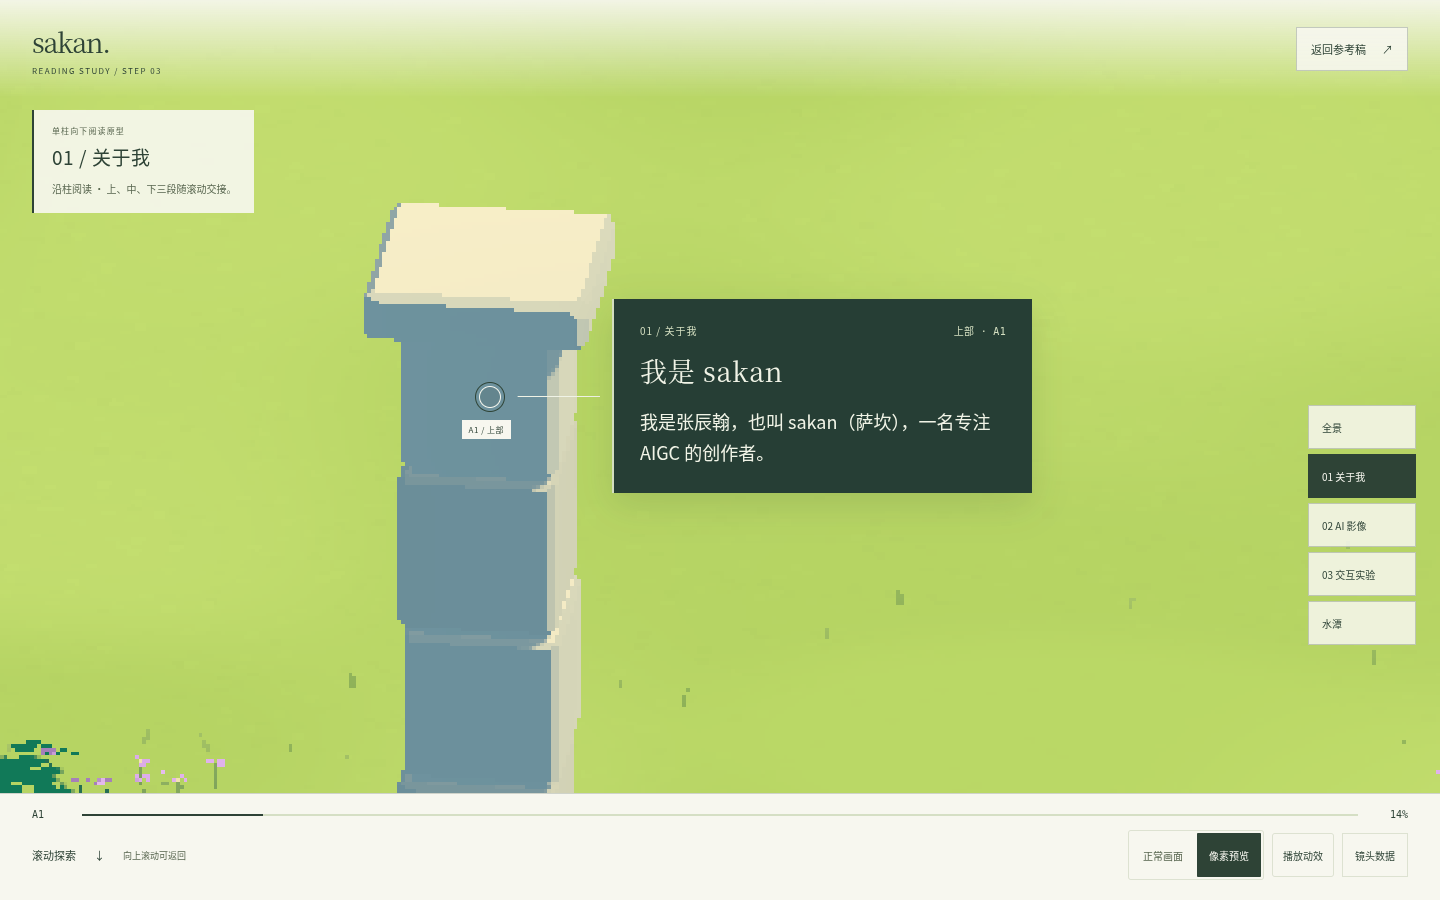 sakan.
READING STUDY / STEP 03
返回参考稿 ↗
单柱向下阅读原型
01 / 关于我
沿柱阅读 · 上、中、下三段随滚动交接。
01 / 关于我
上部 · A1
我是 sakan
我是张辰翰，也叫 sakan（萨坎），一名专注
AIGC 的创作者。
A1 / 上部
全景
01 关于我
02 AI 影像
03 交互实验
水潭
A1
14%
滚动探索 ↓ 向上滚动可返回
正常画面
像素预览
播放动效
镜头数据